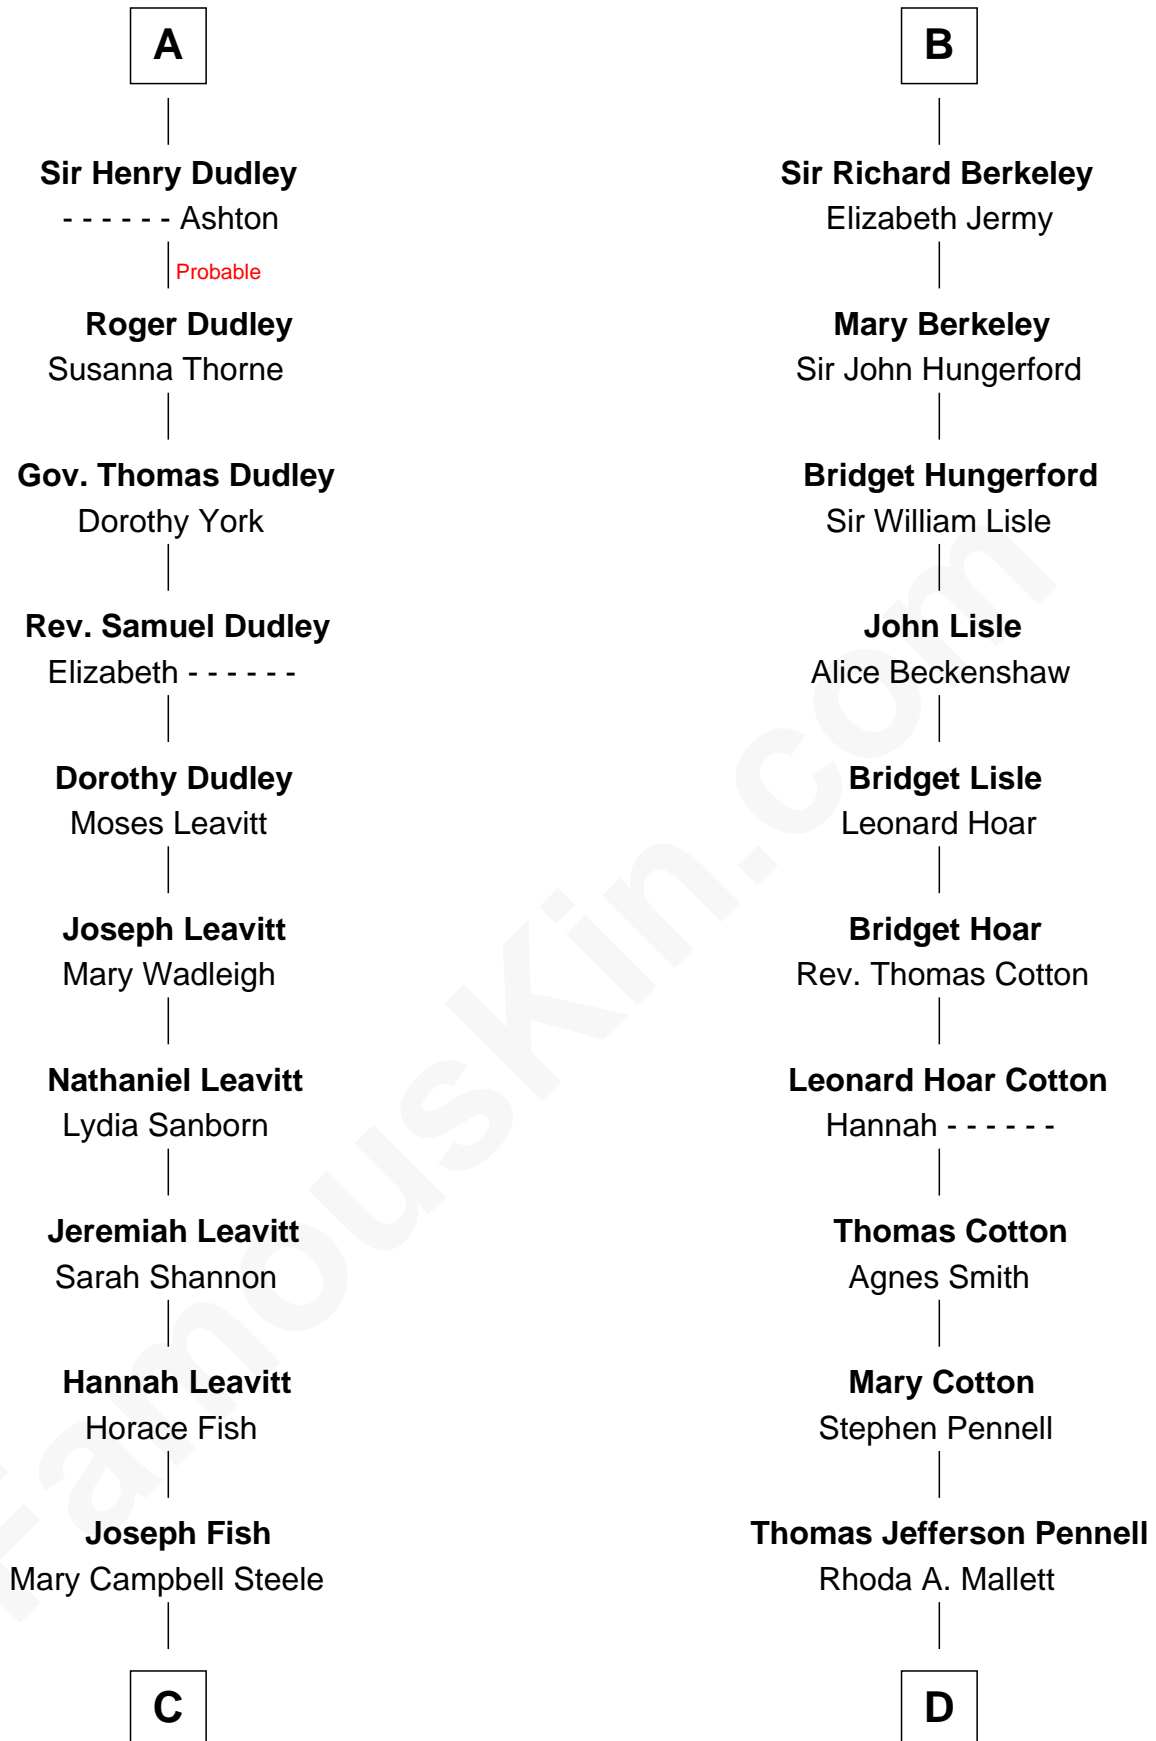 A
Sir Henry Dudley
- - - - - - Ashton
Probable
Roger Dudley
Susanna Thorne
Gov. Thomas Dudley
Dorothy York
Rev. Samuel Dudley
Elizabeth - - - - - -
Dorothy Dudley
Moses Leavitt
Joseph Leavitt
Mary Wadleigh
Nathaniel Leavitt
Lydia Sanborn
Jeremiah Leavitt
Sarah Shannon
Hannah Leavitt
Horace Fish
Joseph Fish
Mary Campbell Steele
C
B
Sir Richard Berkeley
Elizabeth Jermy
Mary Berkeley
Sir John Hungerford
Bridget Hungerford
Sir William Lisle
John Lisle
Alice Beckenshaw
Bridget Lisle
Leonard Hoar
Bridget Hoar
Rev. Thomas Cotton
Leonard Hoar Cotton
Hannah - - - - - -
Thomas Cotton
Agnes Smith
Mary Cotton
Stephen Pennell
Thomas Jefferson Pennell
Rhoda A. Mallett
D
FamousKin.com